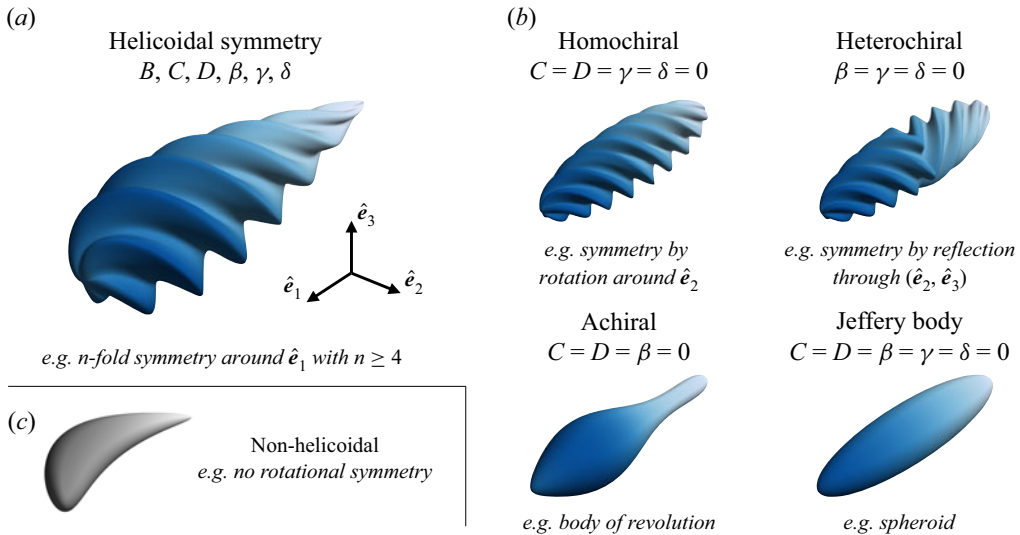 (a)
Helicoidal symmetry
B, C, D, β, γ, δ
ê₃
ê₁
ê₂
e.g. n-fold symmetry around ê₁ with n ≥ 4
(b)
Homochiral
C = D = γ = δ = 0
e.g. symmetry by
rotation around ê₂
Heterochiral
β = γ = δ = 0
e.g. symmetry by reflection
through (ê₂, ê₃)
Achiral
C = D = β = 0
e.g. body of revolution
Jeffery body
C = D = β = γ = δ = 0
e.g. spheroid
(c)
Non-helicoidal
e.g. no rotational symmetry